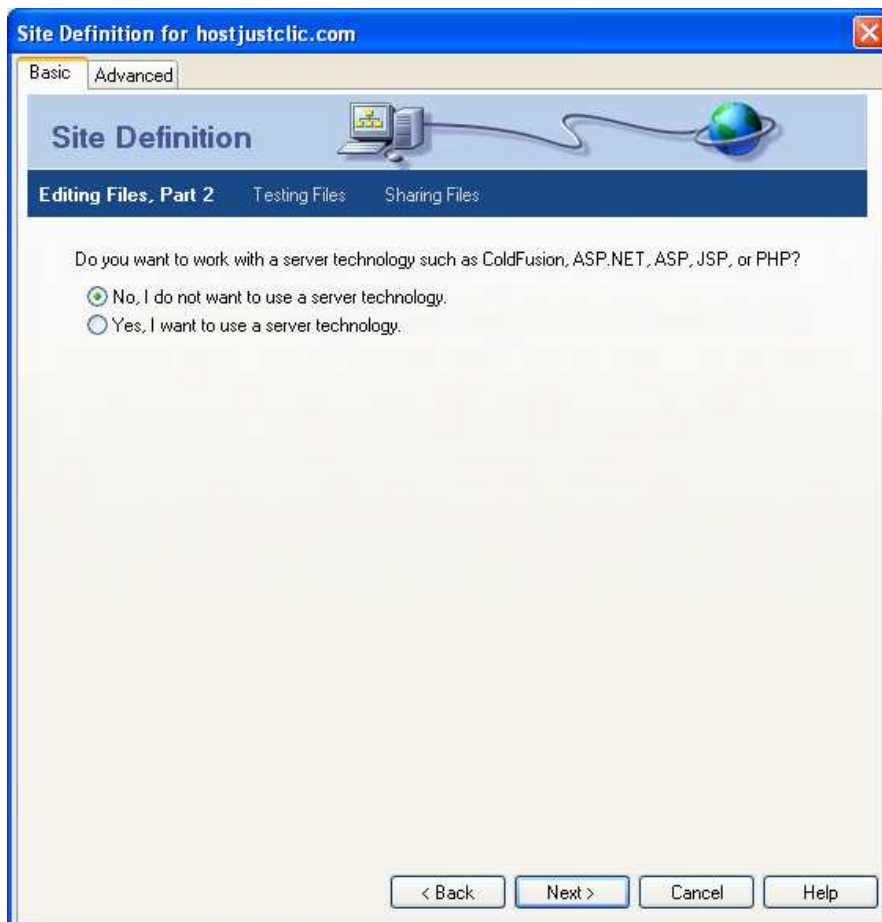 Site Definition for hostjustclic.com
Basic Advanced
Site Definition
Editing Files, Part 2 Testing Files Sharing Files
Do you want to work with a server technology such as ColdFusion, ASP.NET, ASP, JSP, or PHP?
No, I do not want to use a server technology.
Yes, I want to use a server technology.
< Back Next > Cancel Help